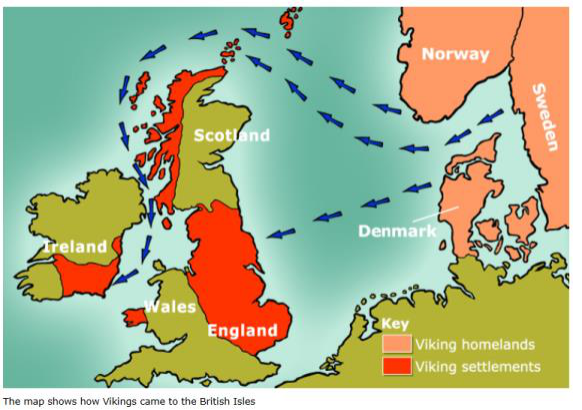 Norway
Sweden
Scotland
Denmark
Ireland
Wales
England
Key
Viking homelands
Viking settlements
The map shows how Vikings came to the British Isles